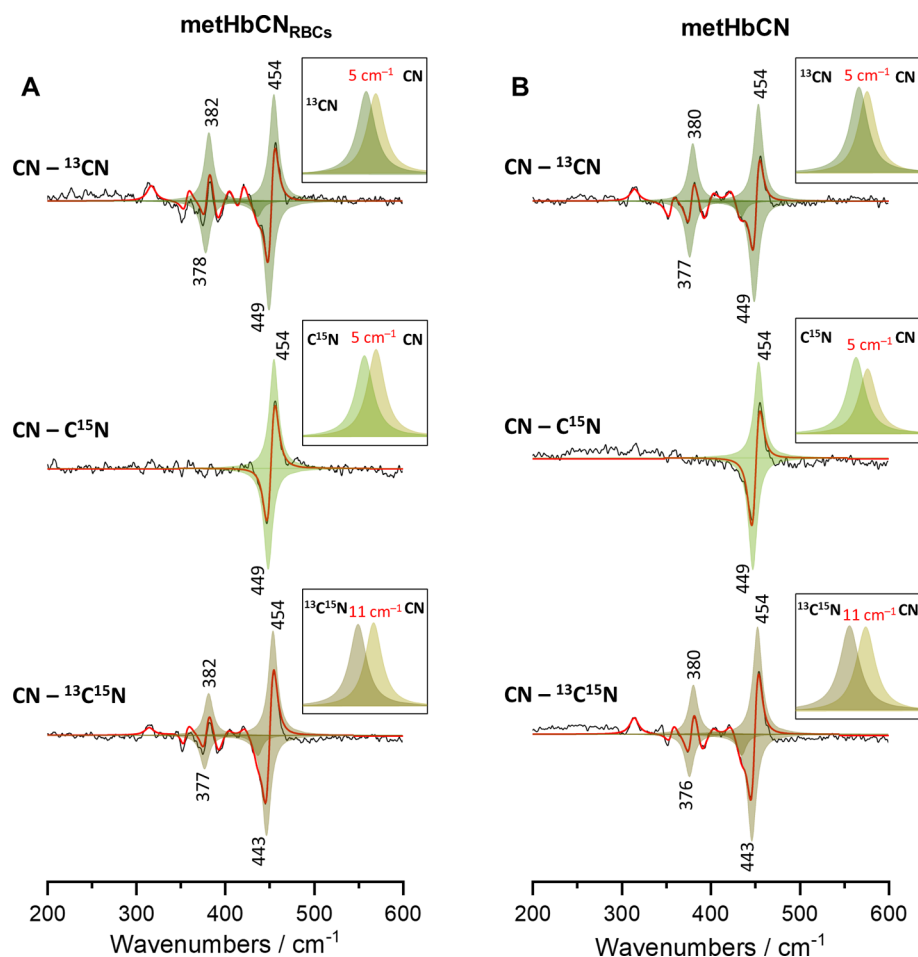 metHbCN_RBCs
A
CN – ¹³CN
382
454
378
449
¹³CN
5 cm⁻¹
CN
CN – C¹⁵N
454
449
C¹⁵N
5 cm⁻¹
CN
CN – ¹³C¹⁵N
382
454
377
443
¹³C¹⁵N
11 cm⁻¹
CN
200 300 400 500 600
Wavenumbers / cm⁻¹
metHbCN
B
CN – ¹³CN
380
454
377
449
¹³CN
5 cm⁻¹
CN
CN – C¹⁵N
454
449
C¹⁵N
5 cm⁻¹
CN
CN – ¹³C¹⁵N
380
454
376
443
¹³C¹⁵N
11 cm⁻¹
CN
200 300 400 500 600
Wavenumbers / cm⁻¹